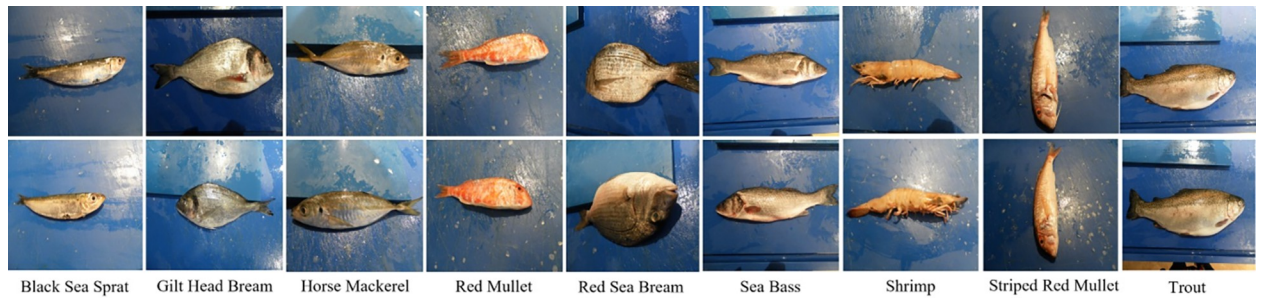 Black Sea Sprat
Gilt Head Bream
Horse Mackerel
Red Mullet
Red Sea Bream
Sea Bass
Shrimp
Striped Red Mullet
Trout